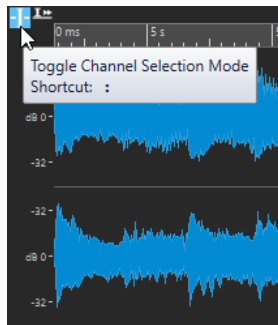 0 ms 5 s
Toggle Channel Selection Mode
Shortcut: :
dB 0-
-32-
-32-
dB 0-
-32-